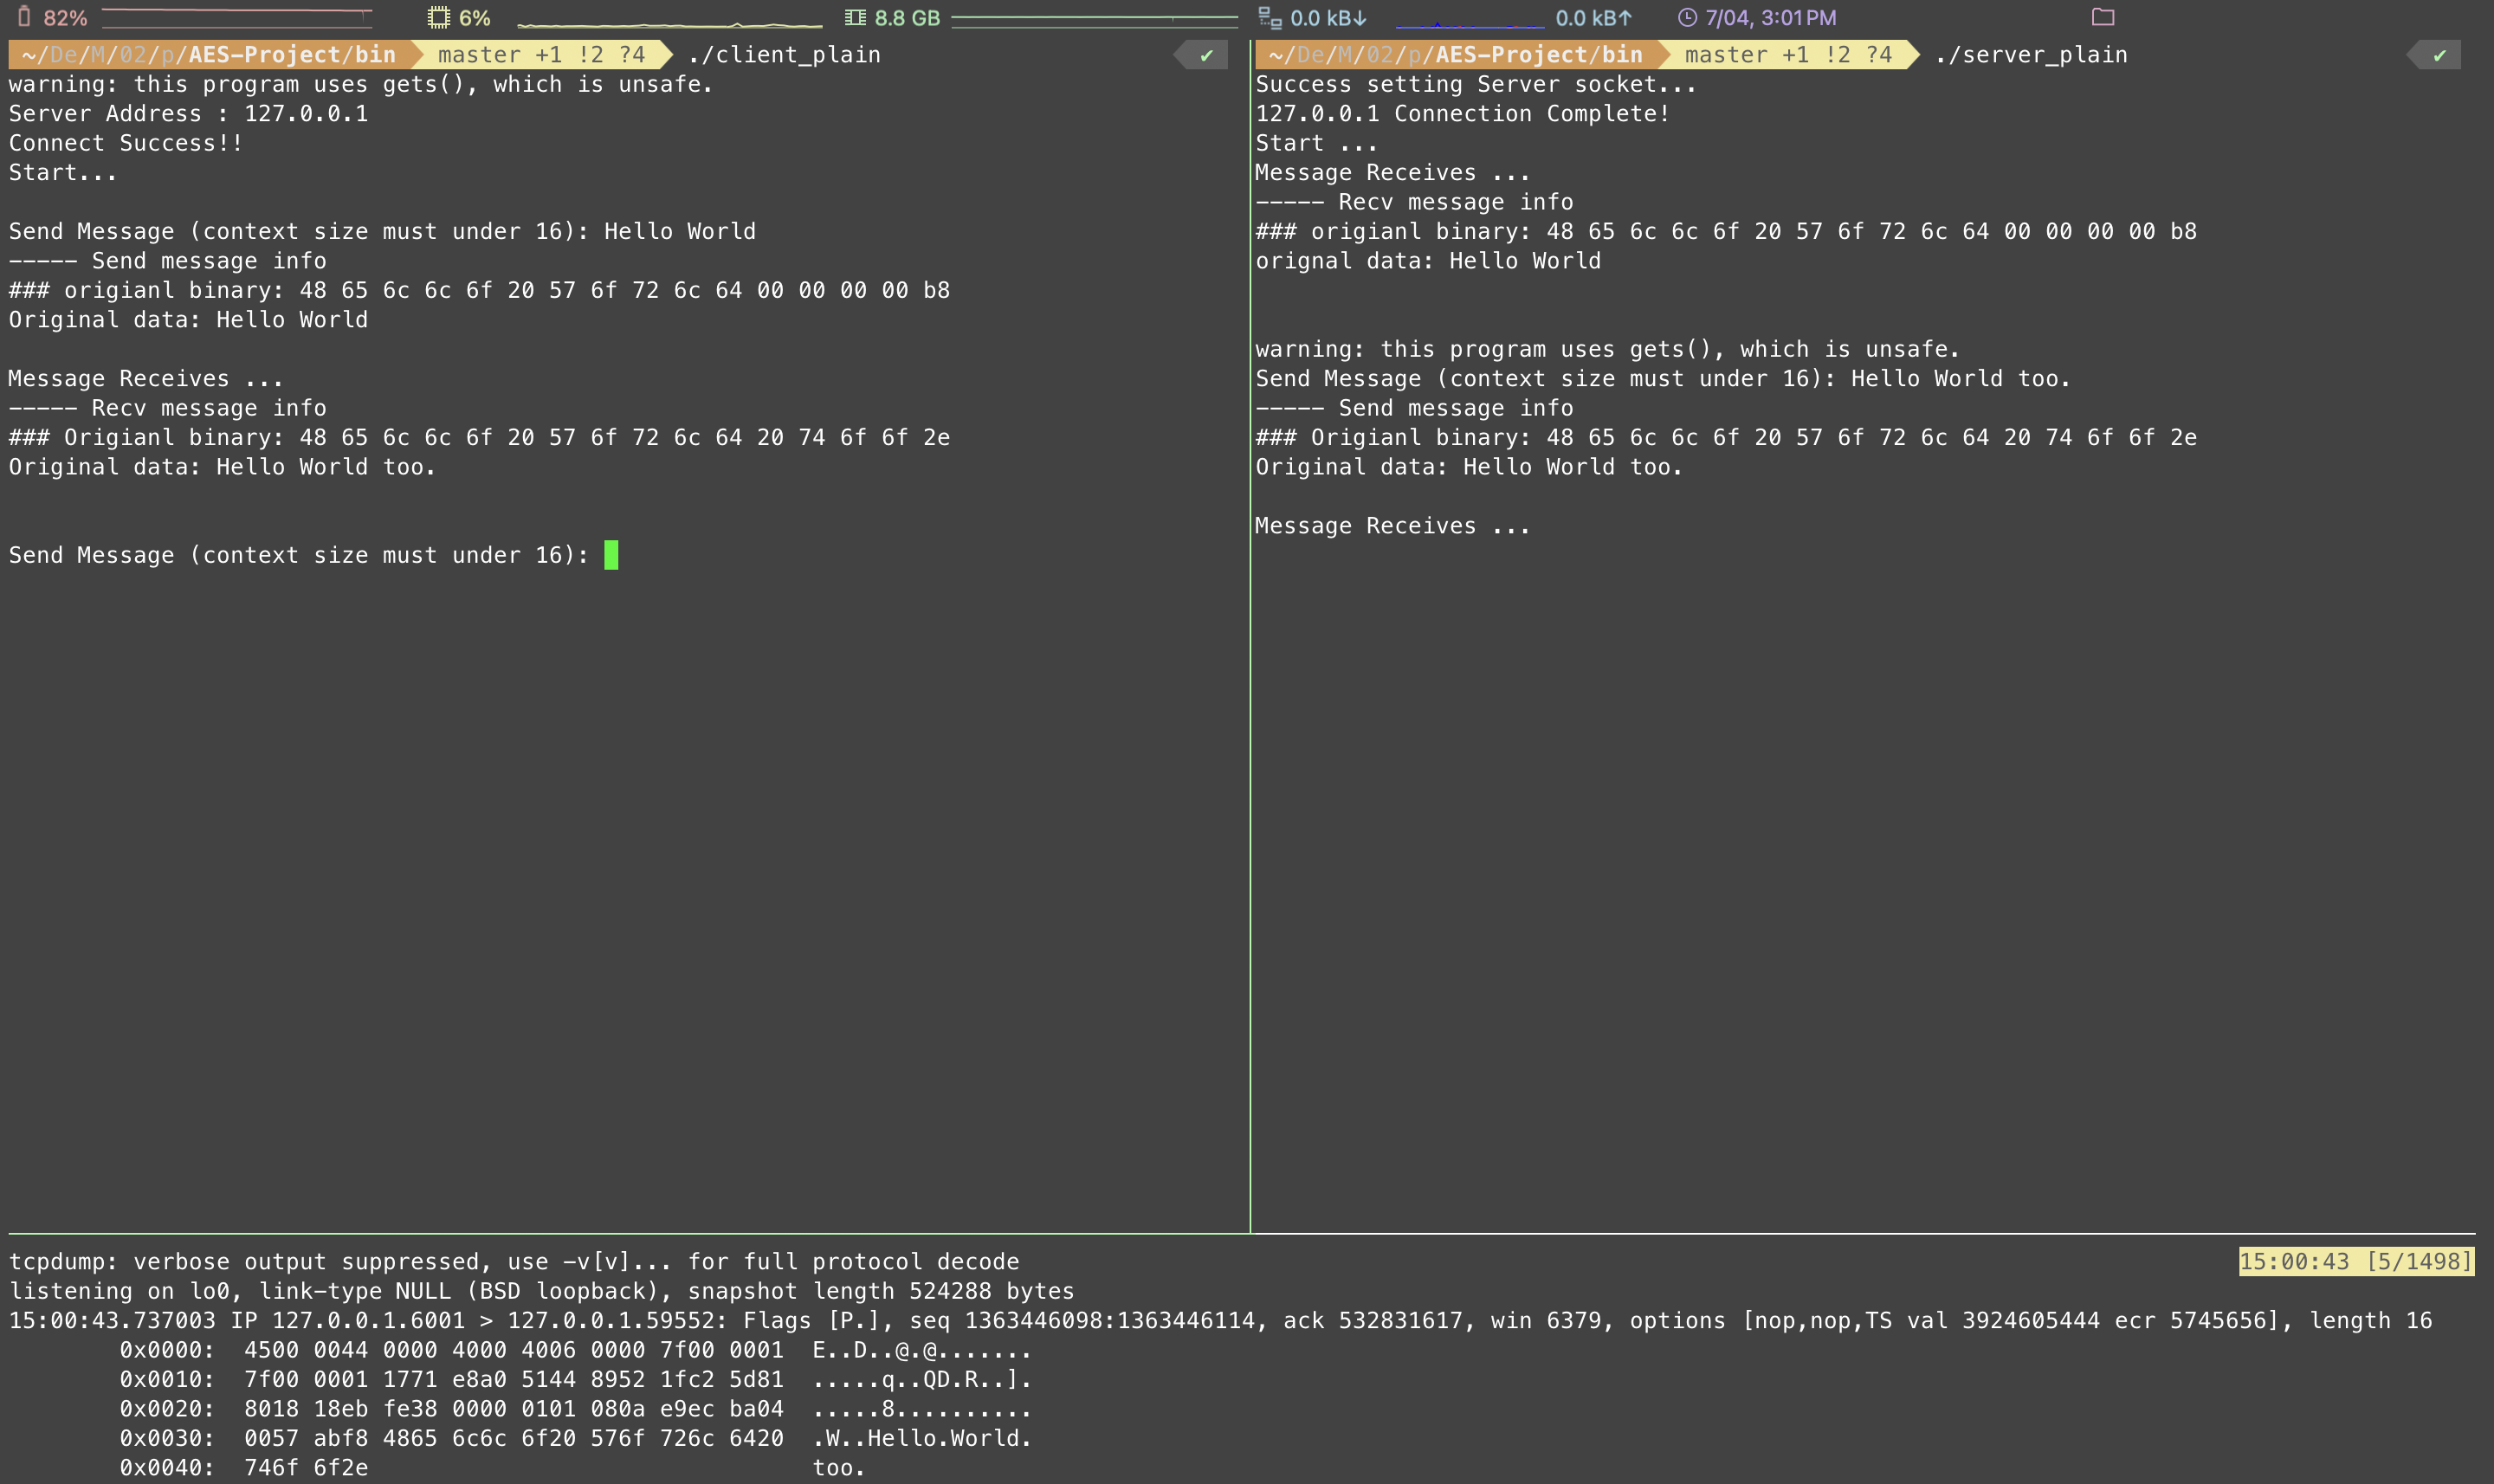 82% 6% 8.8 GB 0.0 kB↓ 0.0 kB↑ 7/04, 3:01 PM
~/De/M/02/p/AES-Project/bin master +1 !2 ?4 ./client_plain ✔
warning: this program uses gets(), which is unsafe.
Server Address : 127.0.0.1
Connect Success!!
Start...
Send Message (context size must under 16): Hello World
----- Send message info
### origianl binary: 48 65 6c 6c 6f 20 57 6f 72 6c 64 00 00 00 00 b8
Original data: Hello World
Message Receives ...
----- Recv message info
### Origianl binary: 48 65 6c 6c 6f 20 57 6f 72 6c 64 20 74 6f 6f 2e
Original data: Hello World too.
Send Message (context size must under 16):
~/De/M/02/p/AES-Project/bin master +1 !2 ?4 ./server_plain ✔
Success setting Server socket...
127.0.0.1 Connection Complete!
Start ...
Message Receives ...
----- Recv message info
### origianl binary: 48 65 6c 6c 6f 20 57 6f 72 6c 64 00 00 00 00 b8
orignal data: Hello World
warning: this program uses gets(), which is unsafe.
Send Message (context size must under 16): Hello World too.
----- Send message info
### Origianl binary: 48 65 6c 6c 6f 20 57 6f 72 6c 64 20 74 6f 6f 2e
Original data: Hello World too.
Message Receives ...
tcpdump: verbose output suppressed, use -v[v]... for full protocol decode 15:00:43 [5/1498]
listening on lo0, link-type NULL (BSD loopback), snapshot length 524288 bytes
15:00:43.737003 IP 127.0.0.1.6001 > 127.0.0.1.59552: Flags [P.], seq 1363446098:1363446114, ack 532831617, win 6379, options [nop,nop,TS val 3924605444 ecr 5745656], length 16
0x0000: 4500 0044 0000 4000 4006 0000 7f00 0001 E..D..@.@.......
0x0010: 7f00 0001 1771 e8a0 5144 8952 1fc2 5d81 .....q..QD.R..].
0x0020: 8018 18eb fe38 0000 0101 080a e9ec ba04 .....8..........
0x0030: 0057 abf8 4865 6c6c 6f20 576f 726c 6420 .W..Hello.World.
0x0040: 746f 6f2e too.